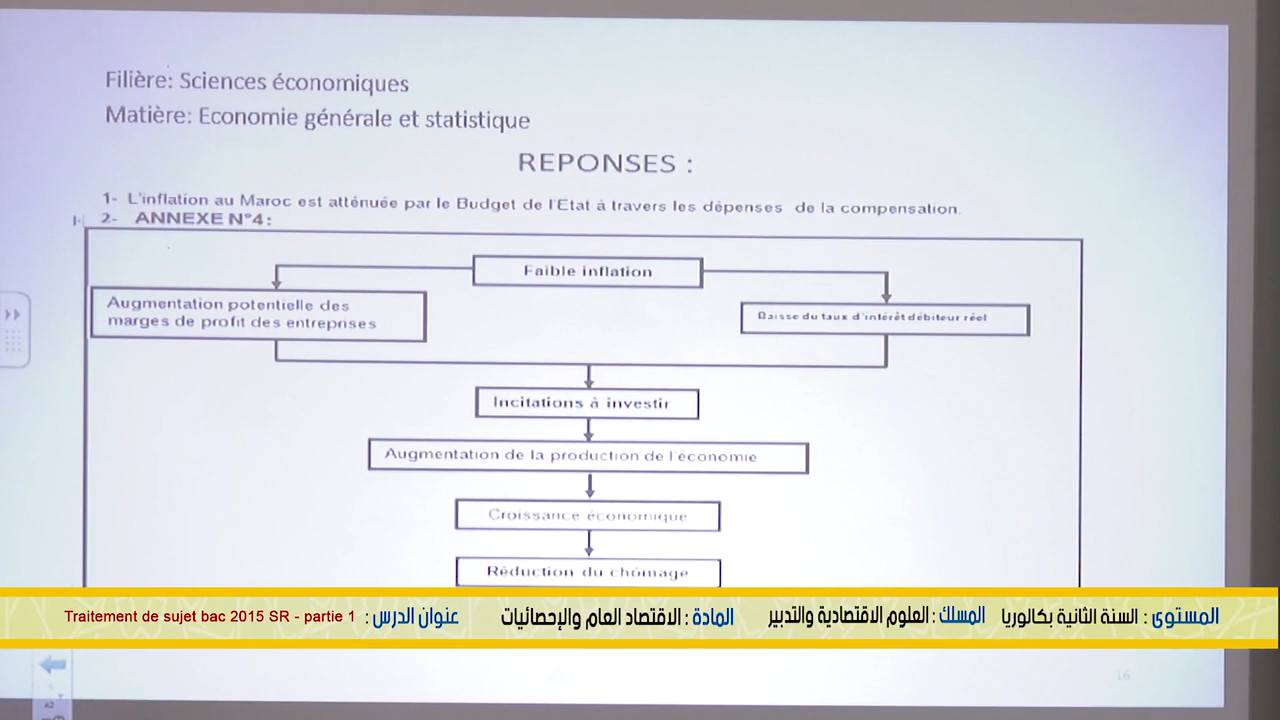 Filière: Sciences économiques
Matière: Economie générale et statistique
REPONSES :
1- L'inflation au Maroc est atténuée par le Budget de l'Etat à travers les dépenses de la compensation.
2- ANNEXE N°4:
Faible inflation
Augmentation potentielle des
marges de profit des entreprises
Baisse du taux d'intérêt débiteur réel
Incitations à investir
Augmentation de la production de l'économie
Croissance économique
Réduction du chômage
المستوى : السنة الثانية بكالوريا المسلك : العلوم الاقتصادية والتدبير المادة : الاقتصاد العام والإحصائيات عنوان الدرس : Traitement de sujet bac 2015 SR - partie 1
16